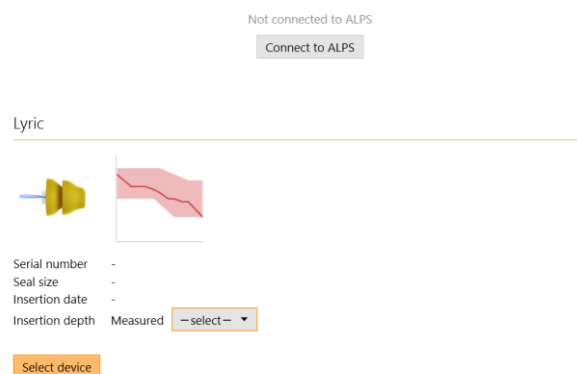 Not connected to ALPS
Connect to ALPS
Lyric
Serial number -
Seal size -
Insertion date -
Insertion depth Measured —select—
Select device